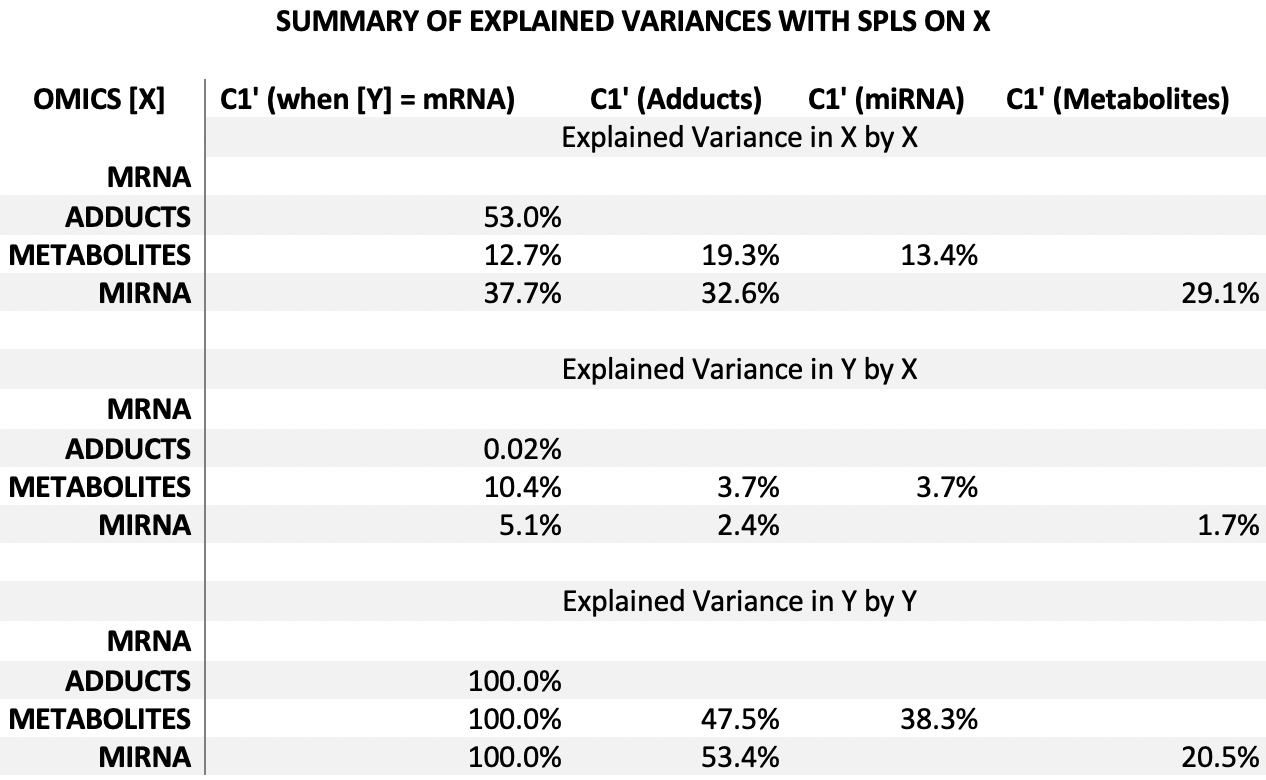 SUMMARY OF EXPLAINED VARIANCES WITH SPLS ON X
OMICS [X] C1' (when [Y] = mRNA) C1' (Adducts) C1' (miRNA) C1' (Metabolites)
Explained Variance in X by X
MRNA
ADDUCTS 53.0%
METABOLITES 12.7% 19.3% 13.4%
MIRNA 37.7% 32.6% 29.1%
Explained Variance in Y by X
MRNA
ADDUCTS 0.02%
METABOLITES 10.4% 3.7% 3.7%
MIRNA 5.1% 2.4% 1.7%
Explained Variance in Y by Y
MRNA
ADDUCTS 100.0%
METABOLITES 100.0% 47.5% 38.3%
MIRNA 100.0% 53.4% 20.5%